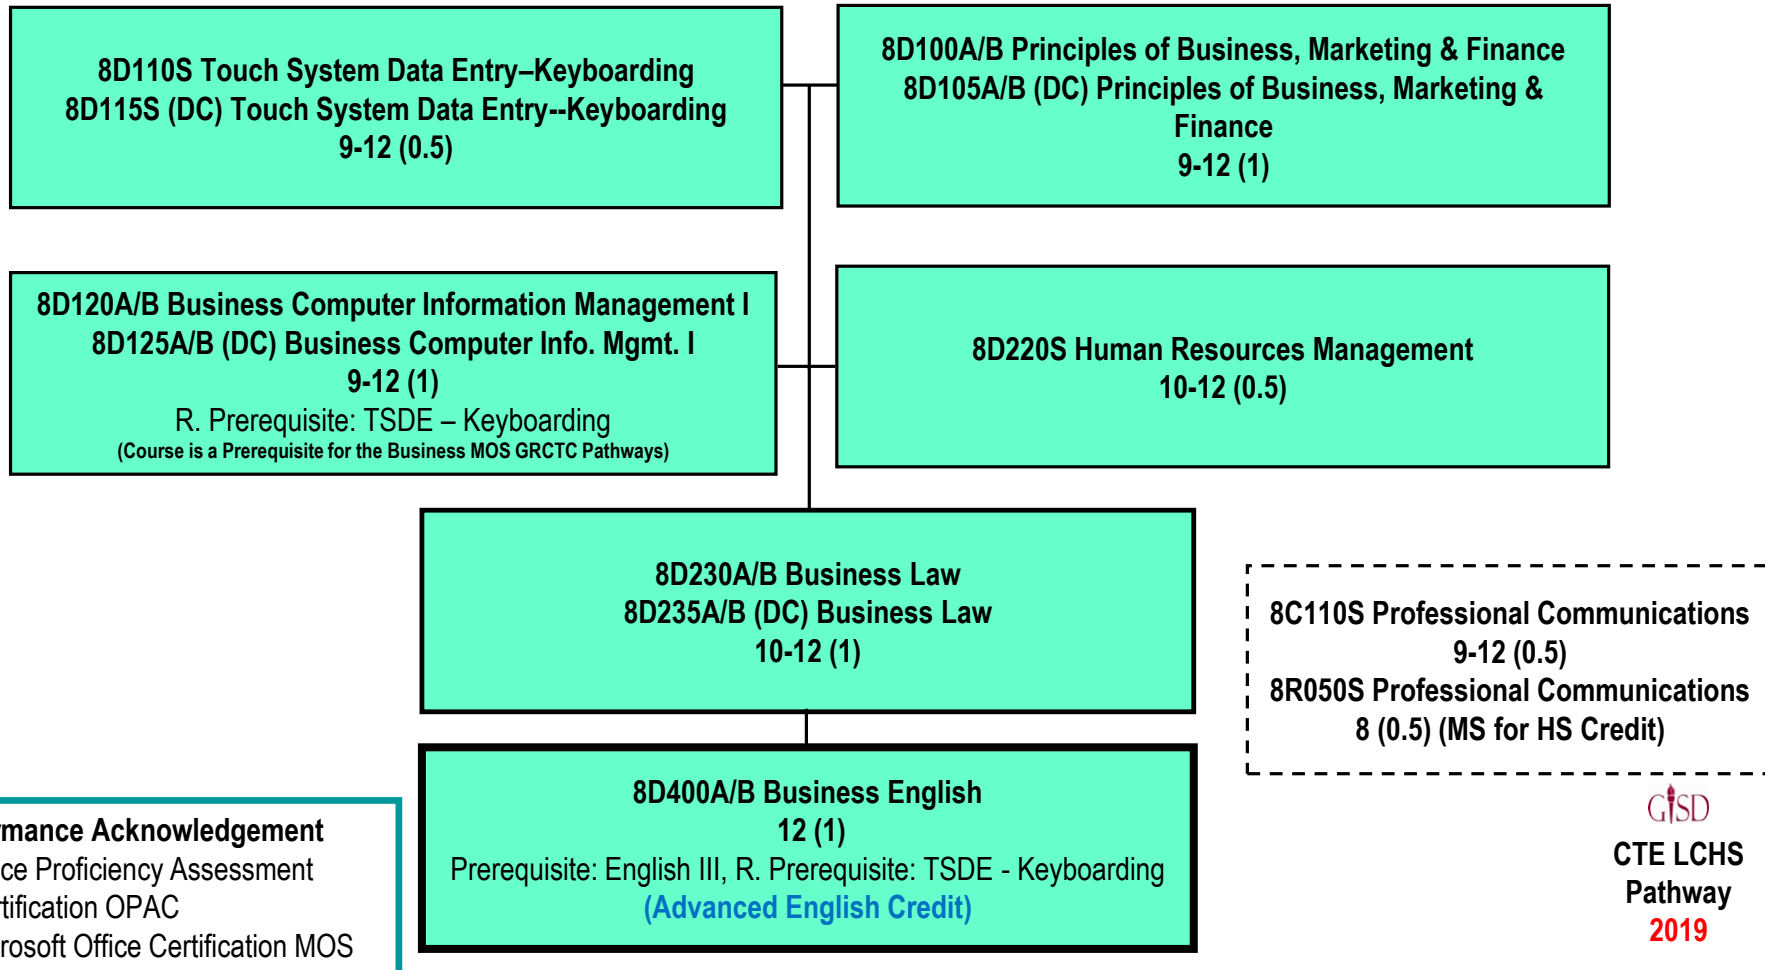 8D110S Touch System Data Entry–Keyboarding
8D115S (DC) Touch System Data Entry--Keyboarding
9-12 (0.5)
8D100A/B Principles of Business, Marketing & Finance
8D105A/B (DC) Principles of Business, Marketing &
Finance
9-12 (1)
8D120A/B Business Computer Information Management I
8D125A/B (DC) Business Computer Info. Mgmt. I
9-12 (1)
R. Prerequisite: TSDE – Keyboarding
(Course is a Prerequisite for the Business MOS GRCTC Pathways)
8D220S Human Resources Management
10-12 (0.5)
8D230A/B Business Law
8D235A/B (DC) Business Law
10-12 (1)
8C110S Professional Communications
9-12 (0.5)
8R050S Professional Communications
8 (0.5) (MS for HS Credit)
8D400A/B Business English
12 (1)
Prerequisite: English III, R. Prerequisite: TSDE - Keyboarding
(Advanced English Credit)
rmance Acknowledgement
ce Proficiency Assessment
rtification OPAC
rosoft Office Certification MOS
GISD
CTE LCHS
Pathway
2019